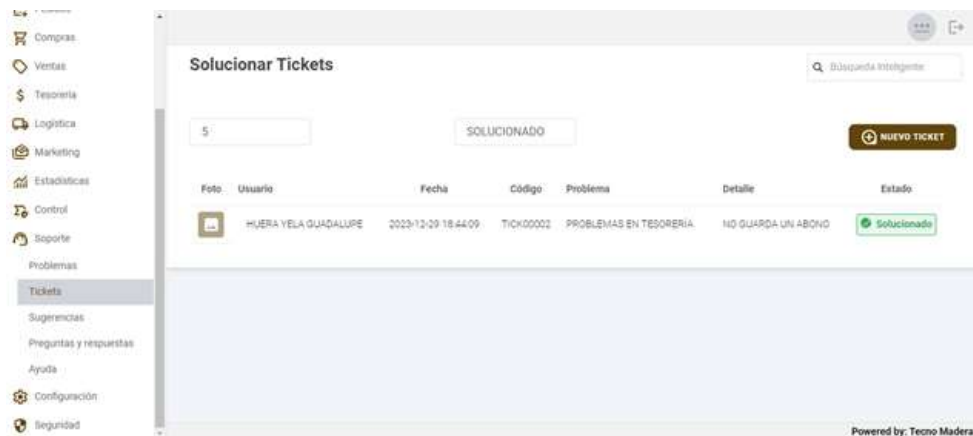 Compras
Ventas
Tesorería
Logística
Marketing
Estadísticas
Control
Soporte
Problemas
Tickets
Sugerencias
Preguntas y respuestas
Ayuda
Configuración
Seguridad
Solucionar Tickets
Búsqueda Inteligente
5
SOLUCIONADO
NUEVO TICKET
Foto Usuario Fecha Código Problema Detalle Estado
HUERA YELA GUADALUPE 2023-12-29 18:44:09 TICK00002 PROBLEMAS EN TESORERIA NO GUARDA UN ABONO Solucionado
Powered by: Tecno Madera